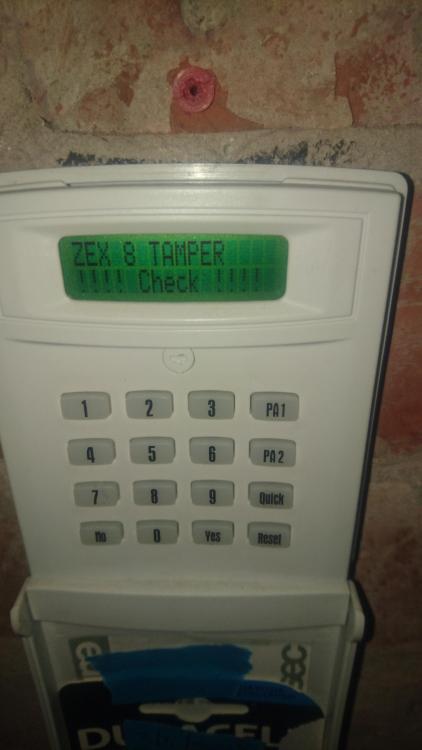 ZEX 8 TAMPER
!!!! Check !!!!
1 2 3 PA1
4 5 6 PA2
7 8 9 Quick
No 0 Yes Reset